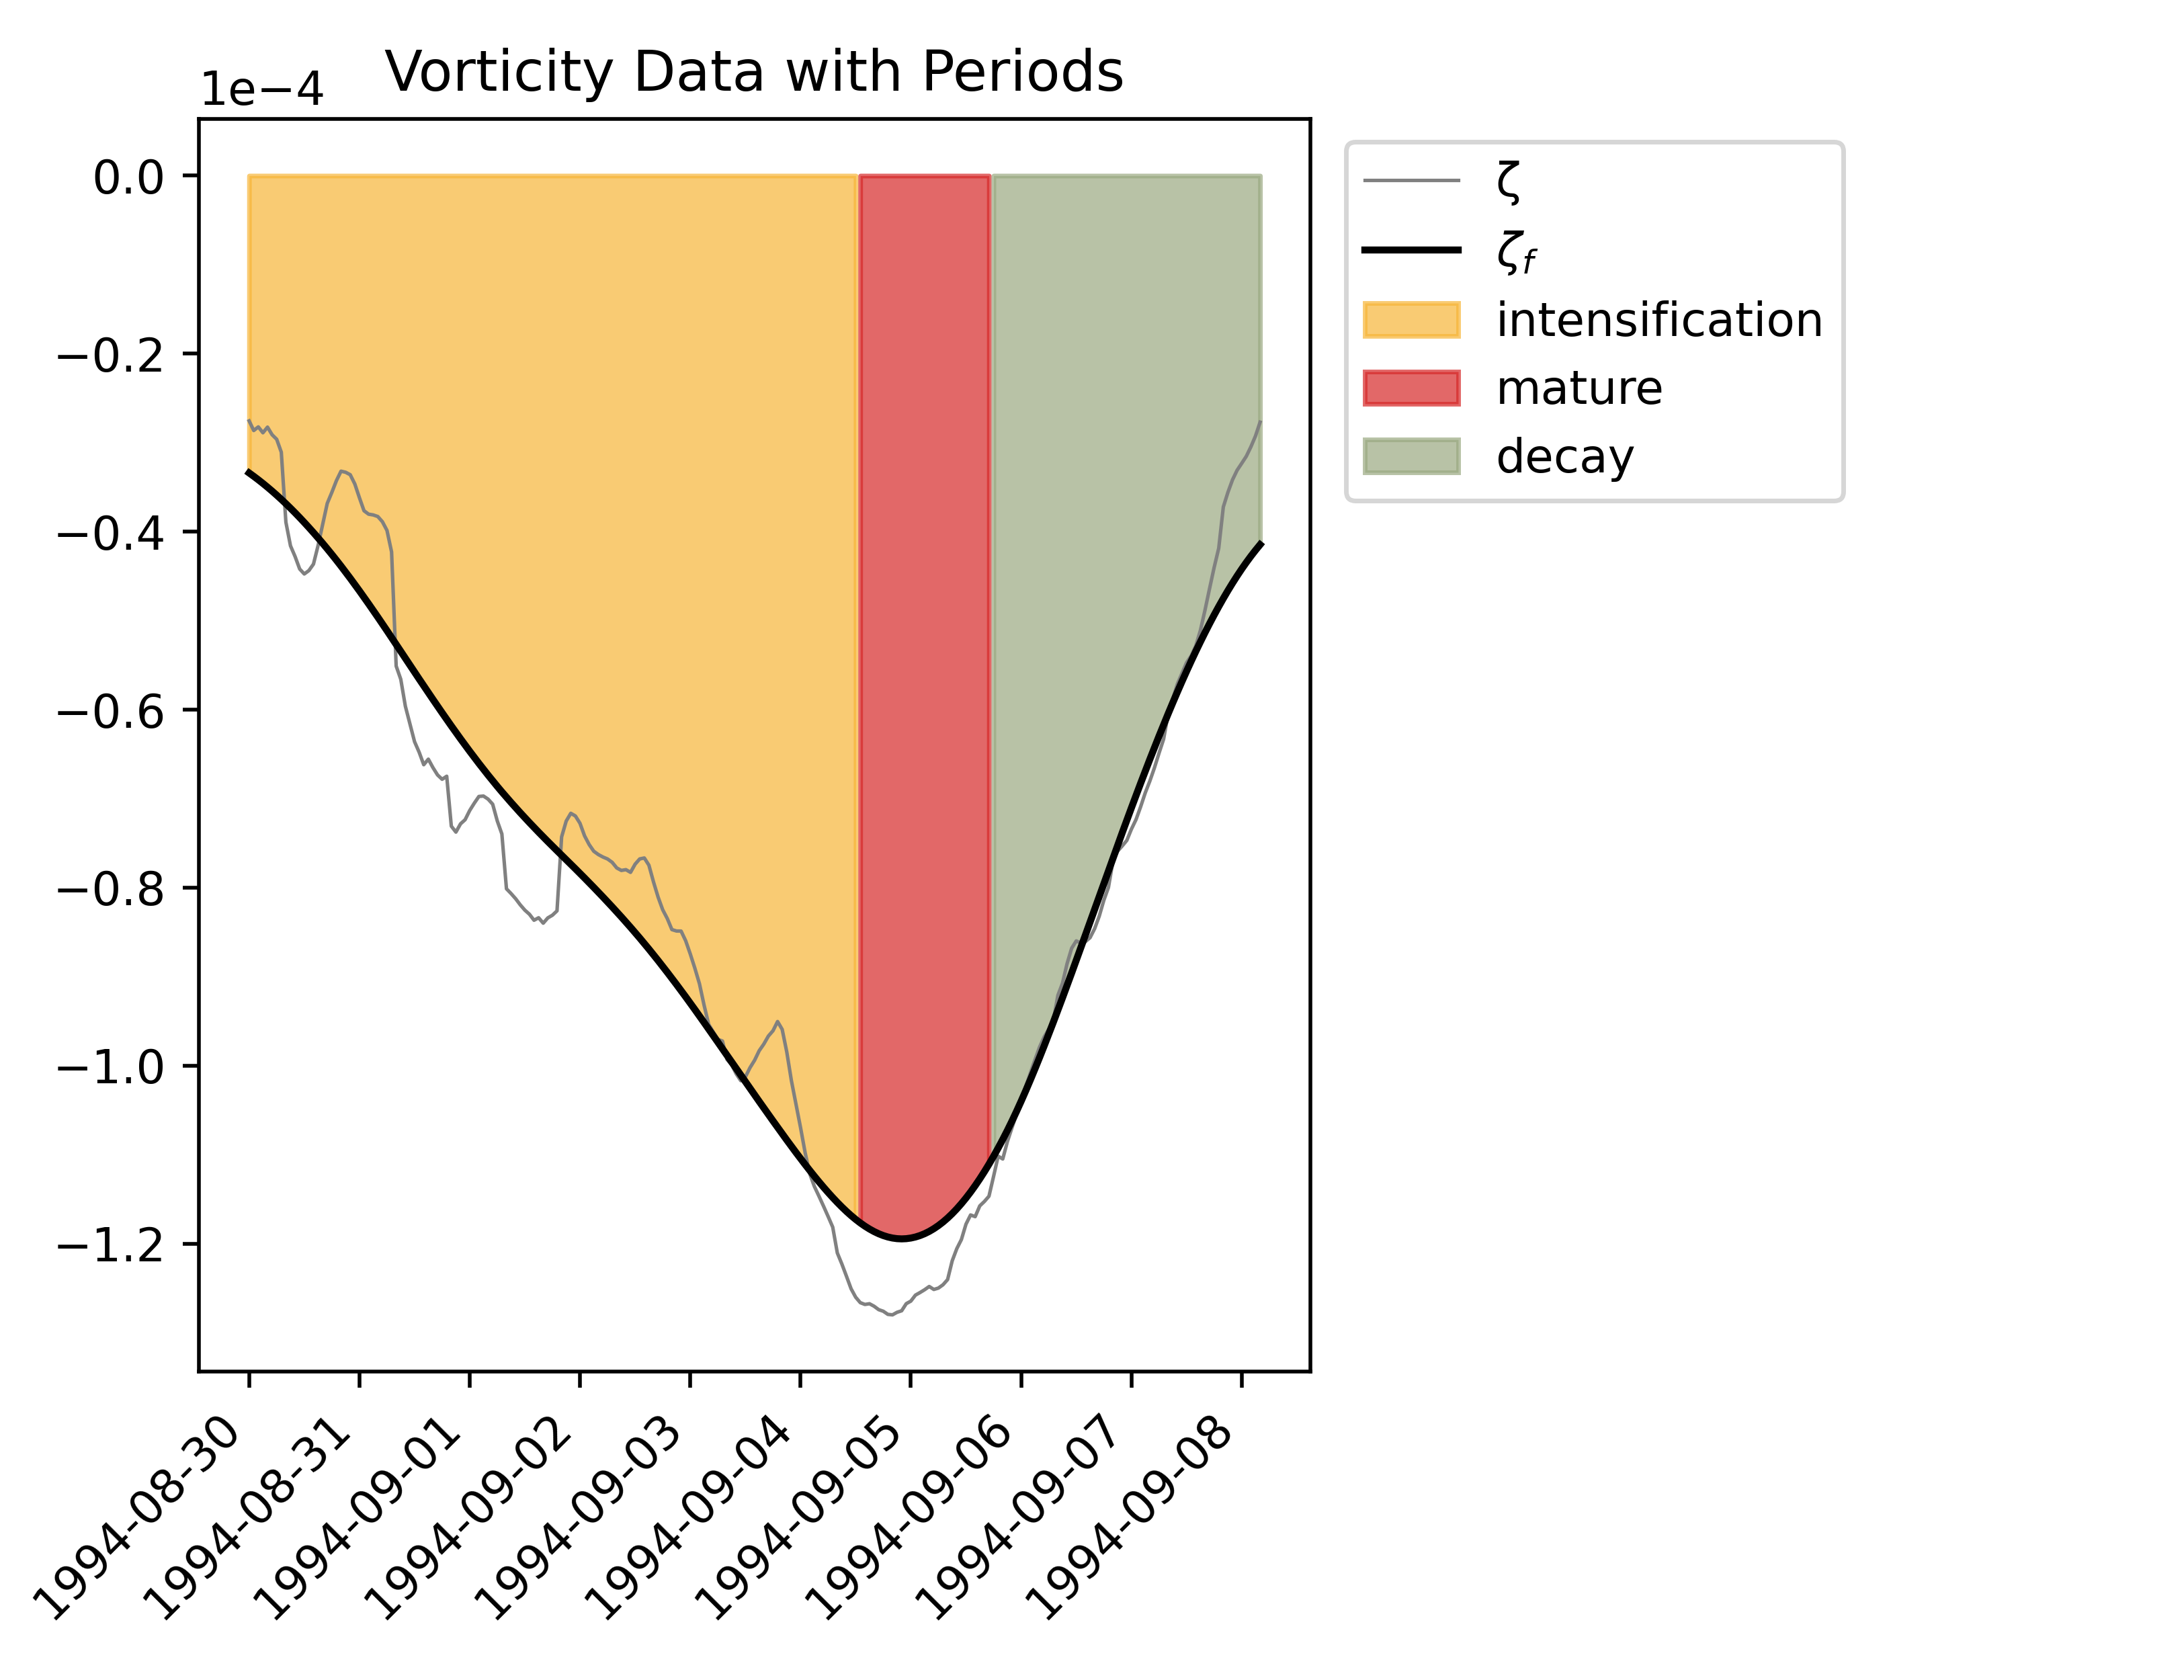 Vorticity Data with Periods
1e−4
0.0
−0.2
−0.4
−0.6
−0.8
−1.0
−1.2
1994-08-30
1994-08-31
1994-09-01
1994-09-02
1994-09-03
1994-09-04
1994-09-05
1994-09-06
1994-09-07
1994-09-08
ζ
ζf
intensification
mature
decay